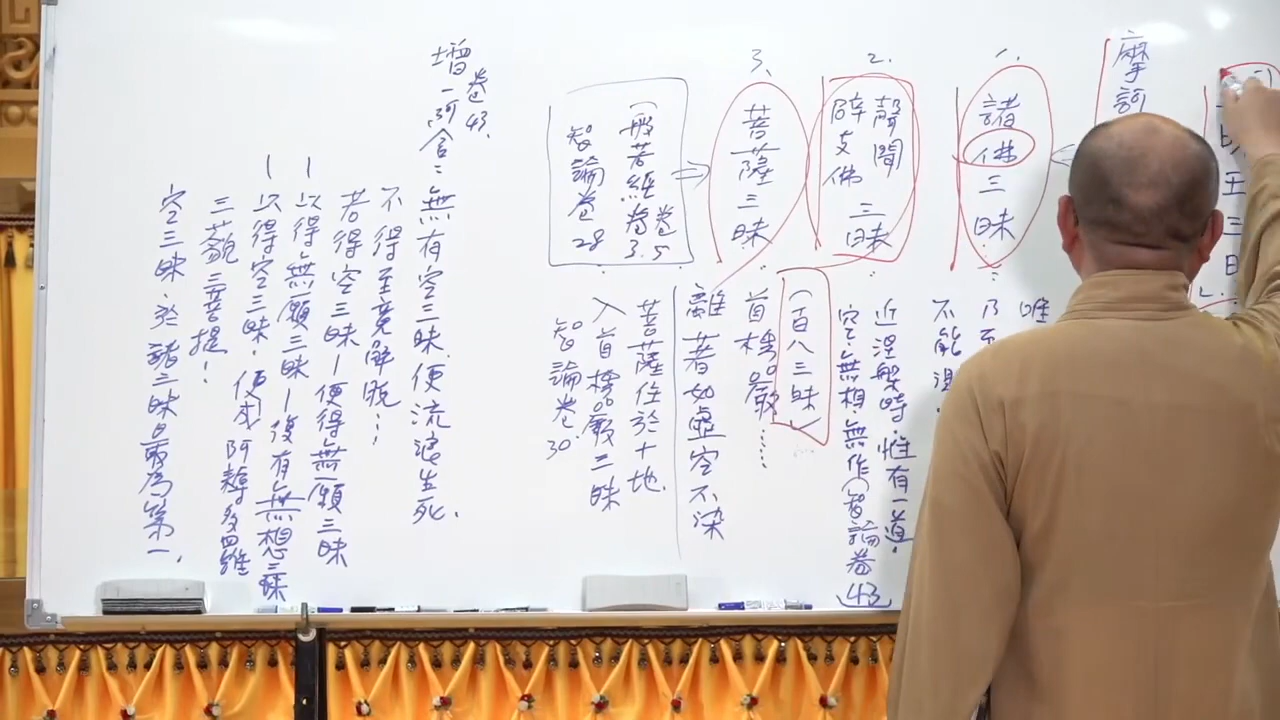 摩訶
1、
諸佛三昧
唯
乃至
不能
2.
聲聞
辟支佛 三昧
近涅槃時.惟有一道.
空.無相.無作(智論卷43)
3、
菩薩三昧
(一百八三昧)
首楞嚴……
離著如虛空不染
(般若經卷3.5
智論卷28
菩薩住於十地.
入首楞嚴三昧
智論卷30.
卷43.
增一阿含:無有空三昧.便流浪生死.
不得至竟解脫…
若得空三昧—便得無願三昧
—以得無願三昧—復有無想三昧
—以得空三昧.便成阿耨多羅
三藐三菩提!
空三昧於諸三昧最為第一.